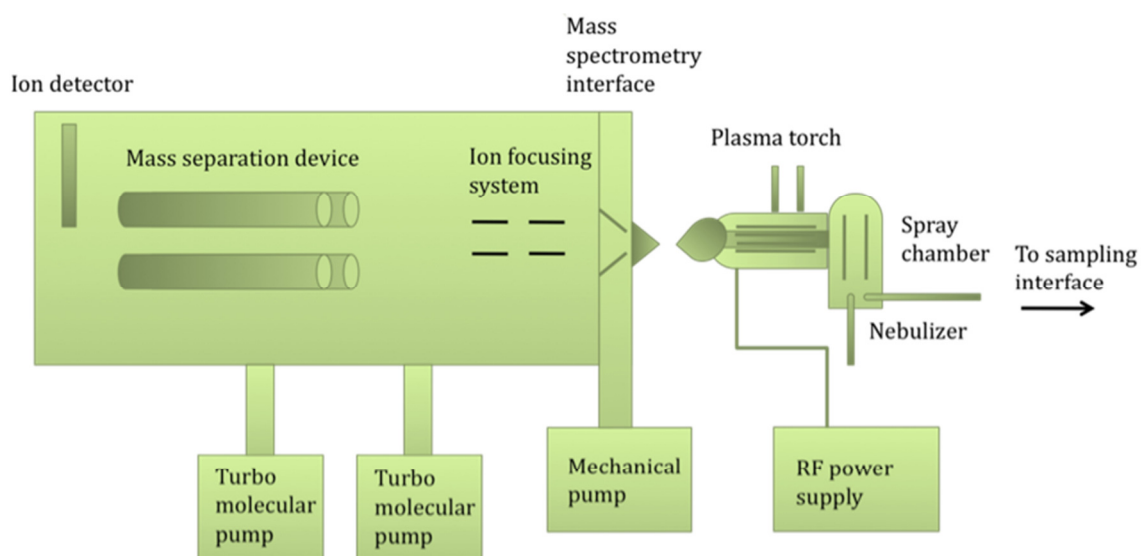 Mass
spectrometry
interface
Ion detector
Plasma torch
Mass separation device
Ion focusing
system
Spray
chamber
To sampling
interface
Nebulizer
Turbo
molecular
pump
Turbo
molecular
pump
Mechanical
pump
RF power
supply